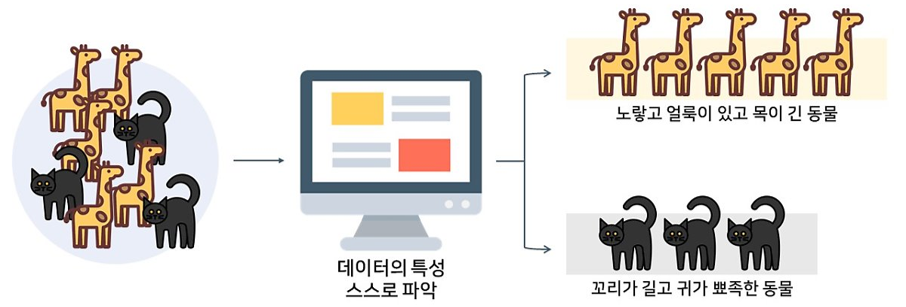 노랗고 얼룩이 있고 목이 긴 동물
데이터의 특성
스스로 파악
꼬리가 길고 귀가 뾰족한 동물